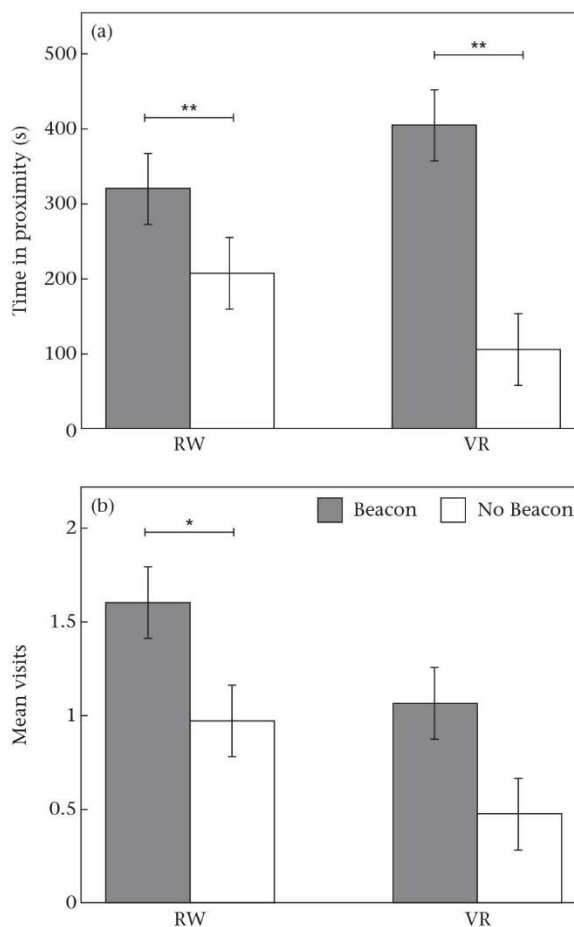 (a)
500
400
300
200
100
0
Time in proximity (s)
**
**
RW
VR
(b)
Beacon
No Beacon
2
1.5
1
0.5
0
Mean visits
*
RW
VR